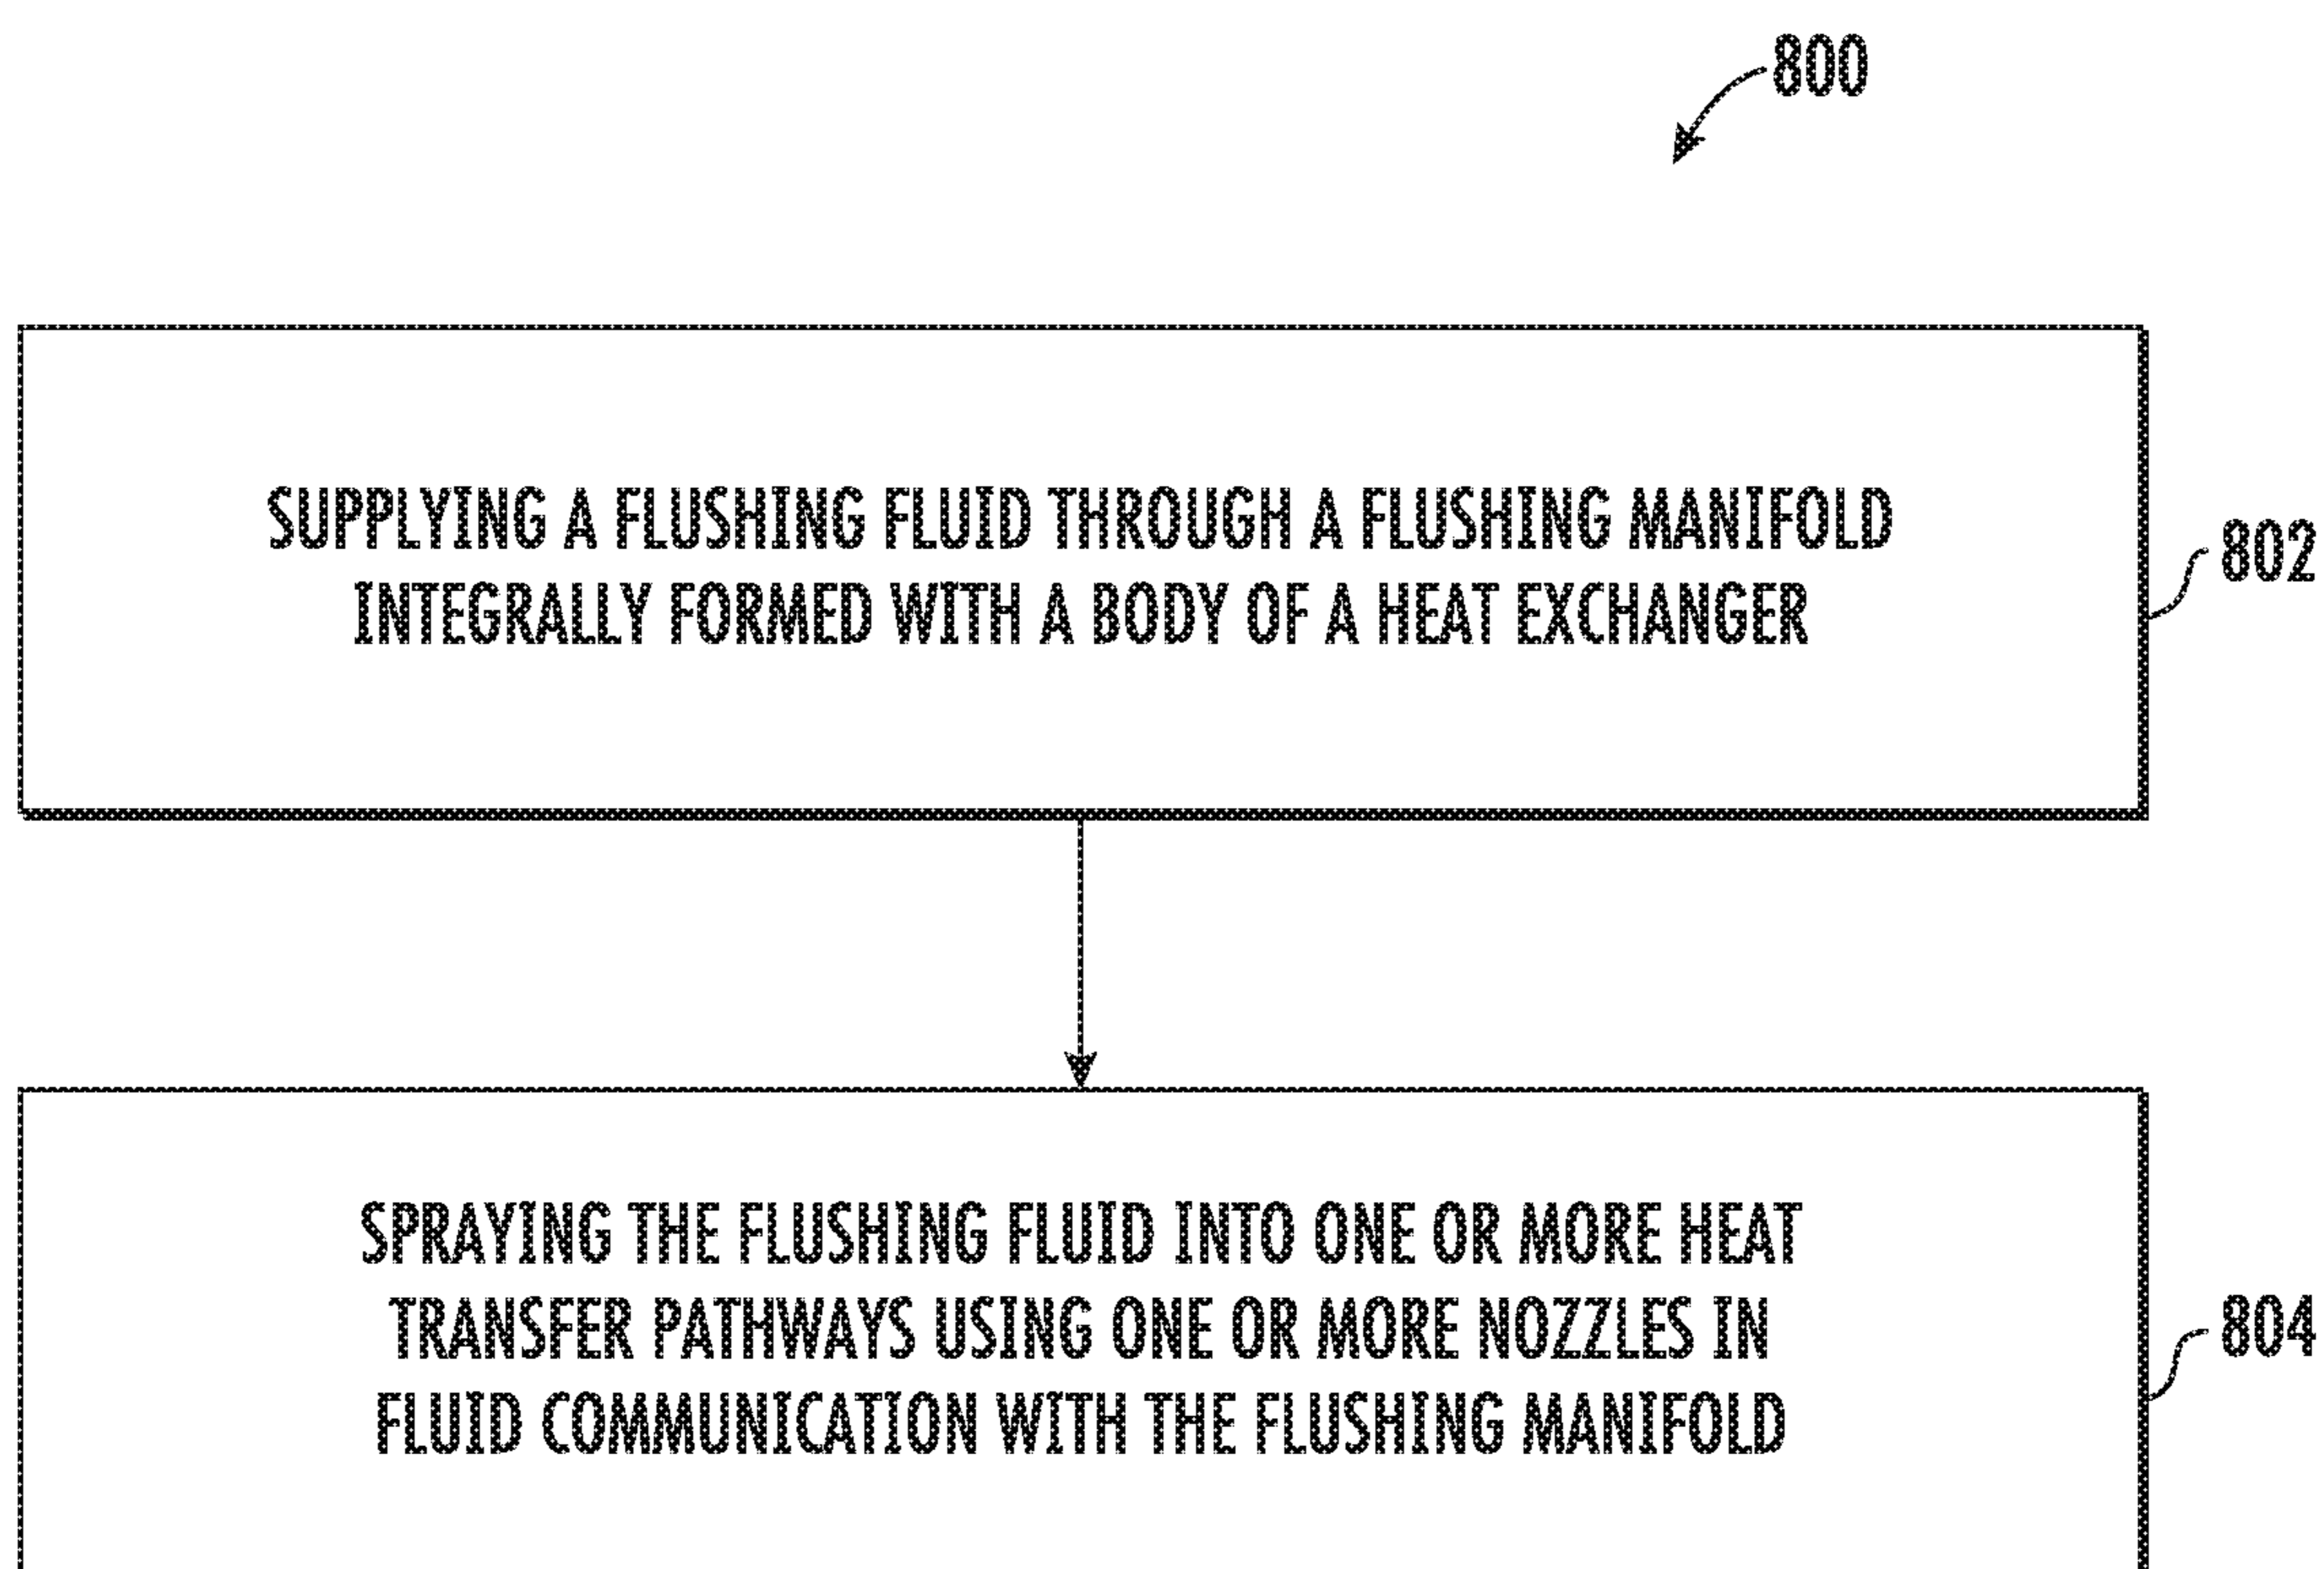 800
SUPPLYING A FLUSHING FLUID THROUGH A FLUSHING MANIFOLD
INTEGRALLY FORMED WITH A BODY OF A HEAT EXCHANGER
802
SPRAYING THE FLUSHING FLUID INTO ONE OR MORE HEAT
TRANSFER PATHWAYS USING ONE OR MORE NOZZLES IN
FLUID COMMUNICATION WITH THE FLUSHING MANIFOLD
804